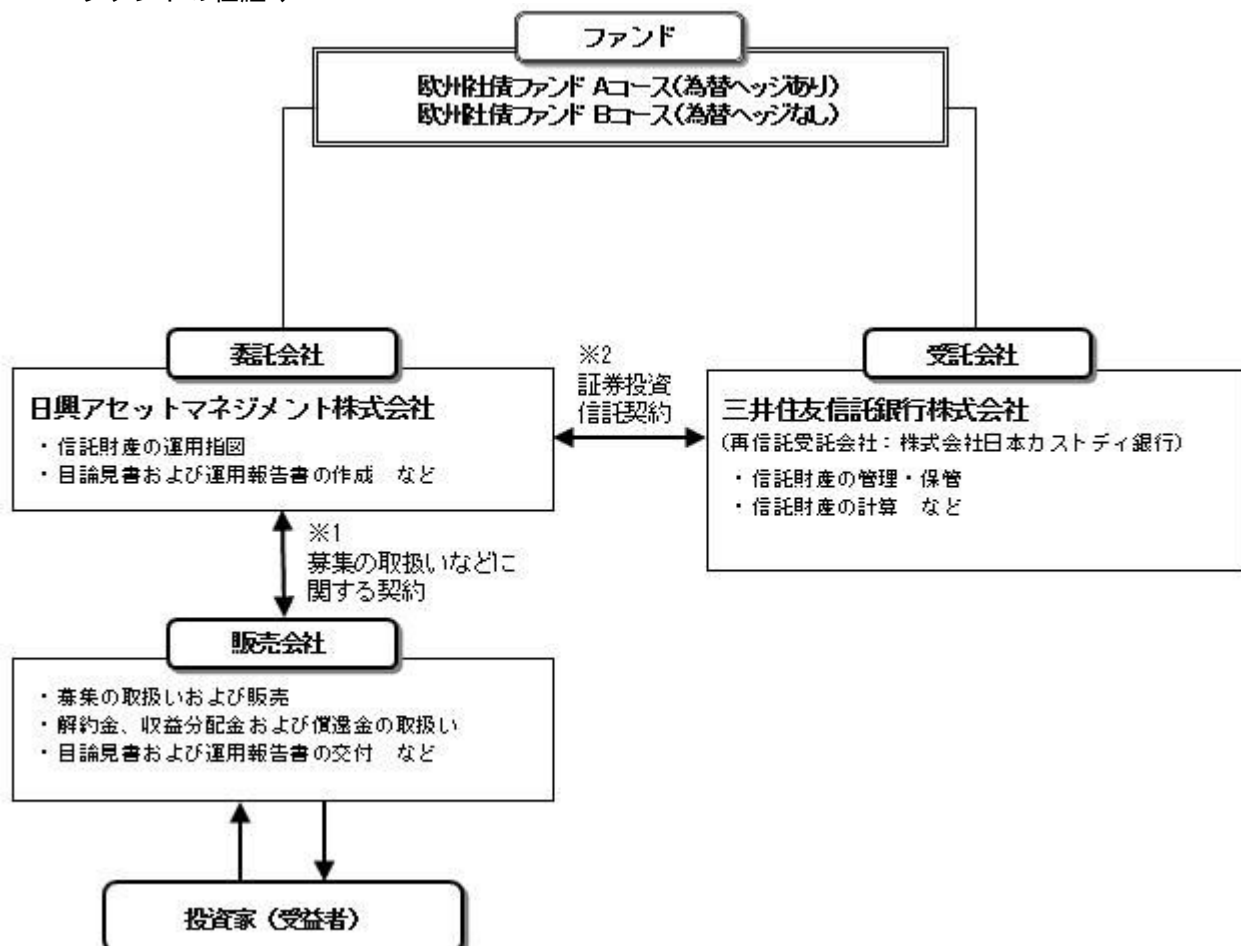 ファンド
欧州社債ファンド Aコース(為替ヘッジあり)
欧州社債ファンド Bコース(為替ヘッジなし)
委託会社
日興アセットマネジメント株式会社
・信託財産の運用指図
・目論見書および運用報告書の作成　など
※2
証券投資
信託契約
受託会社
三井住友信託銀行株式会社
(再信託受託会社：株式会社日本カストディ銀行)
・信託財産の管理・保管
・信託財産の計算　など
※1
募集の取扱いなどに
関する契約
販売会社
・募集の取扱いおよび販売
・解約金、収益分配金および償還金の取扱い
・目論見書および運用報告書の交付　など
投資家（受益者）